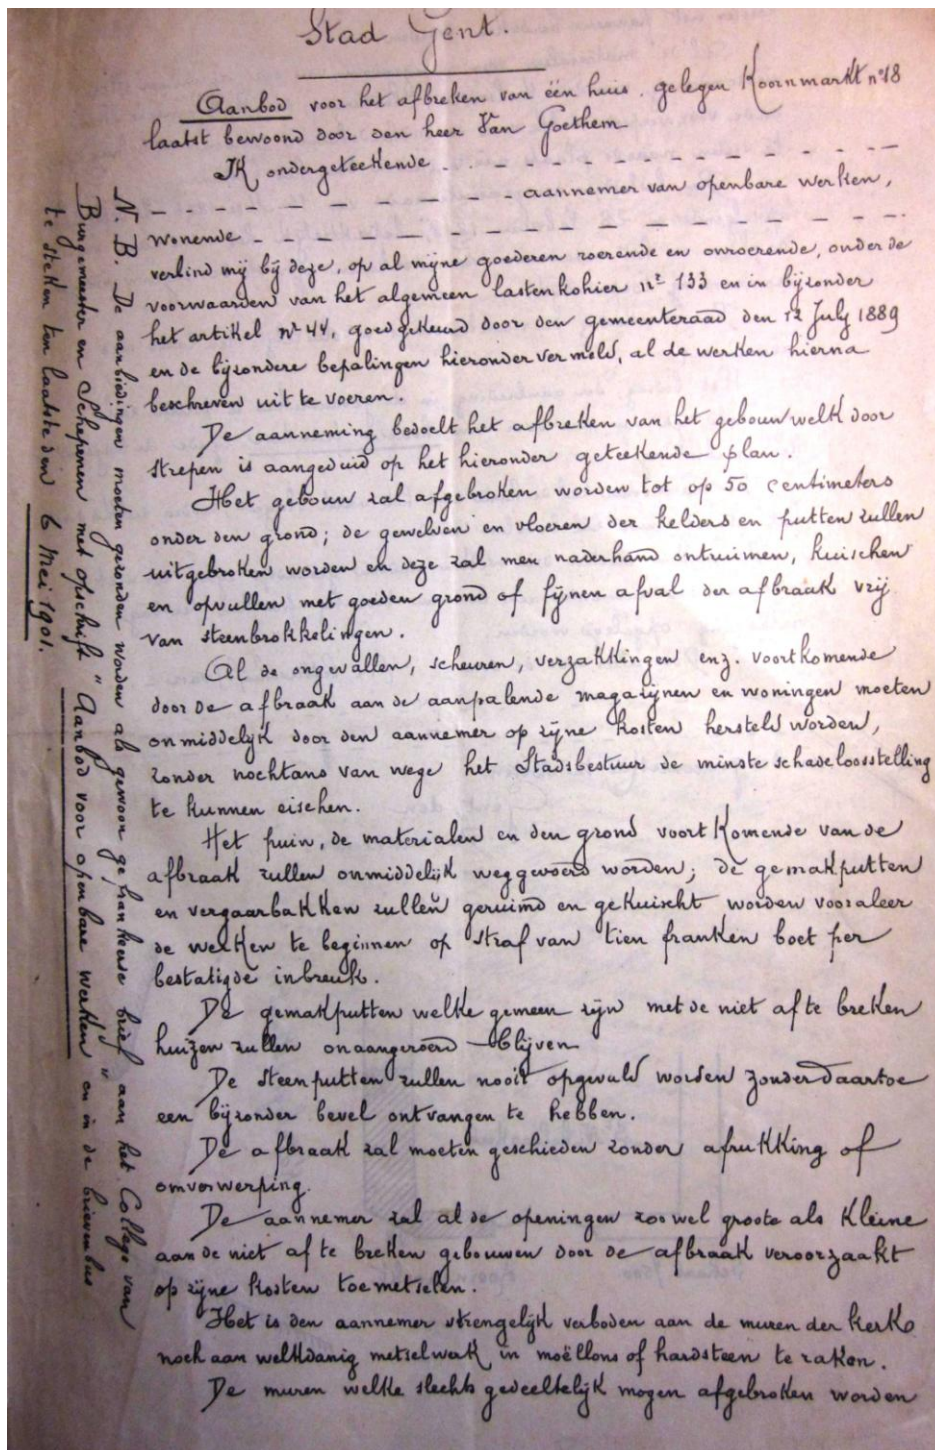 Stad Gent.
Aanbod voor het afbreken van één huis, gelegen Koornmarkt n° 18
laatst bewoond door den heer Van Goethem
IK ondergeteekende . . _ _ _ _ _ _ _ _ _ _ _ _
_ _ _ _ _ _ _ _ _ _ aannemer van openbare werken,
wonende _ _ _ _ _ _ _ _ _ _ _ _ _ _ _ _ _ .
verbind mij bij deze, op al mijne goederen roerende en onroerende, onder de
voorwaarden van het algemeen lastenkohier nr 133 en in bijzonder
het artikel n° 44, goedgekeurd door den gemeenteraad den 12 July 1889
en de bijzondere bepalingen hieronder vermeld, al de werken hierna
beschreven uit te voeren.
De aanneming bedoelt het afbreken van het gebouw welk door
strepen is aangeduid op het hieronder geteekende plan.
Het gebouw zal afgebroken worden tot op 50 centimeters
onder den grond; de gewelven en vloeren der kelders en putten zullen
uitgebroken worden en deze zal men naderhand ontruimen, kuischen
en opvullen met goeden grond of fijnen afval der afbraak vrij
van steenbrokkelingen.
Al de ongevallen, scheuren, verzakkingen enz. voortkomende
door de afbraak aan de aanpalende magazijnen en woningen moeten
onmiddelijk door den aannemer op zijne kosten hersteld worden,
zonder nochtans van wege het Stadsbestuur de minste schadeloosstelling
te kunnen eischen.
Het puin, de materialen en den grond voortkomende van de
afbraak zullen onmiddelijk weggevoerd worden; de gemakputten
en vergaarbakken zullen geruimd en gekuischt worden vooraleer
de werken te beginnen op straf van tien franken boet per
bestatigde inbreuk.
De gemakputten welke gemeen zijn met de niet af te breken
huizen zullen onaangeroerd blijven
De steenputten zullen nooit opgevuld worden zonder daartoe
een bijzonder bevel ontvangen te hebben.
De afbraak zal moeten geschieden zonder afrukking of
omverwerping.
De aannemer zal al de openingen zoowel groote als kleine
aan de niet af te breken gebouwen door de afbraak veroorzaakt
op zijne kosten toemetselen.
Het is den aannemer strengelijk verboden aan de muren der kerk
noch aan welkdanig metselwerk in moëllons of hardsteen te raken.
De muren welke slechts gedeeltelijk mogen afgebroken worden
N.B. De aanbiedingen moeten gezonden worden als gewoon gefrankeerde brief aan het College van
Burgemeester en Schepenen met opschrift "Aanbod voor openbare werken" en in de brievenbus
te steken ten laatste den 6 Mei 1901.